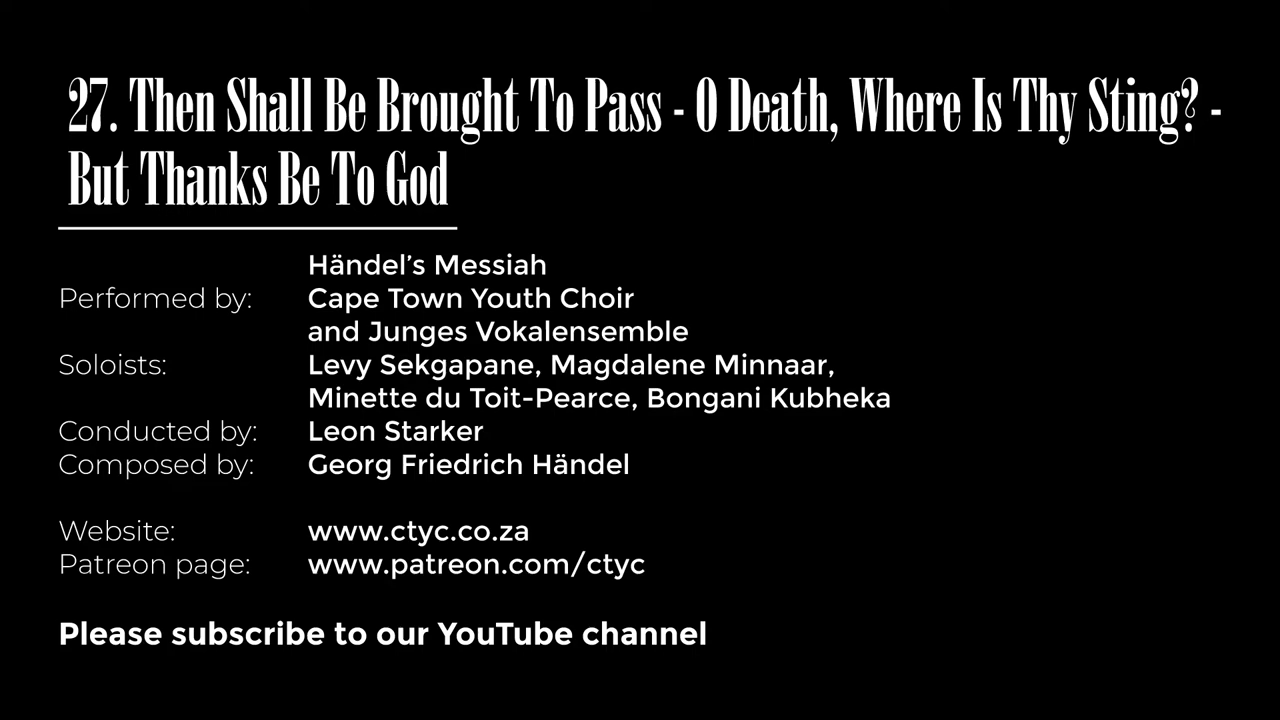 27. Then Shall Be Brought To Pass - O Death, Where Is Thy Sting? -
But Thanks Be To God
Händel’s Messiah
Performed by: Cape Town Youth Choir
and Junges Vokalensemble
Soloists: Levy Sekgapane, Magdalene Minnaar,
Minette du Toit-Pearce, Bongani Kubheka
Conducted by: Leon Starker
Composed by: Georg Friedrich Händel
Website: www.ctyc.co.za
Patreon page: www.patreon.com/ctyc
Please subscribe to our YouTube channel